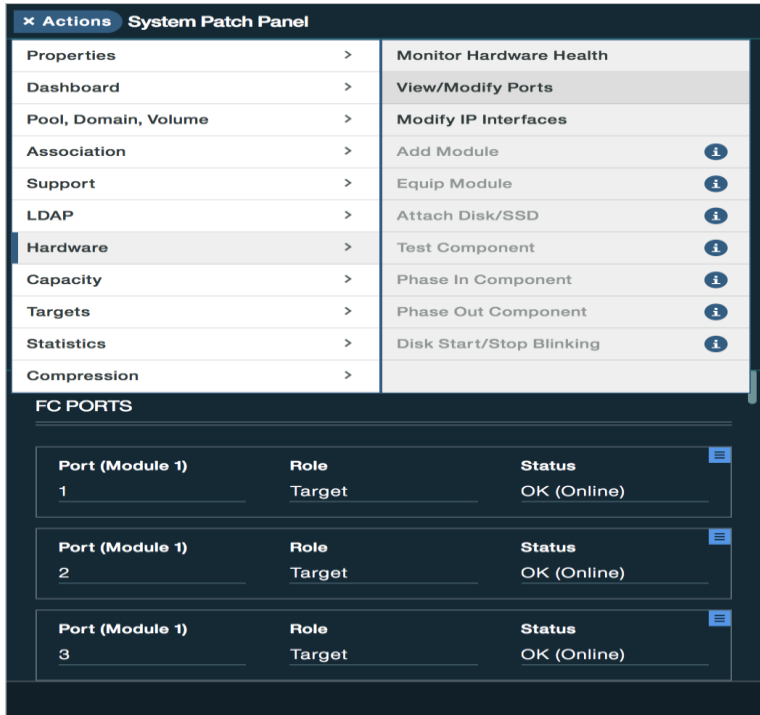 × Actions System Patch Panel
Properties >
Dashboard >
Pool, Domain, Volume >
Association >
Support >
LDAP >
Hardware >
Capacity >
Targets >
Statistics >
Compression >
Monitor Hardware Health
View/Modify Ports
Modify IP Interfaces
Add Module i
Equip Module i
Attach Disk/SSD i
Test Component i
Phase In Component i
Phase Out Component i
Disk Start/Stop Blinking i
FC PORTS
Port (Module 1) Role Status
1 Target OK (Online)
Port (Module 1) Role Status
2 Target OK (Online)
Port (Module 1) Role Status
3 Target OK (Online)